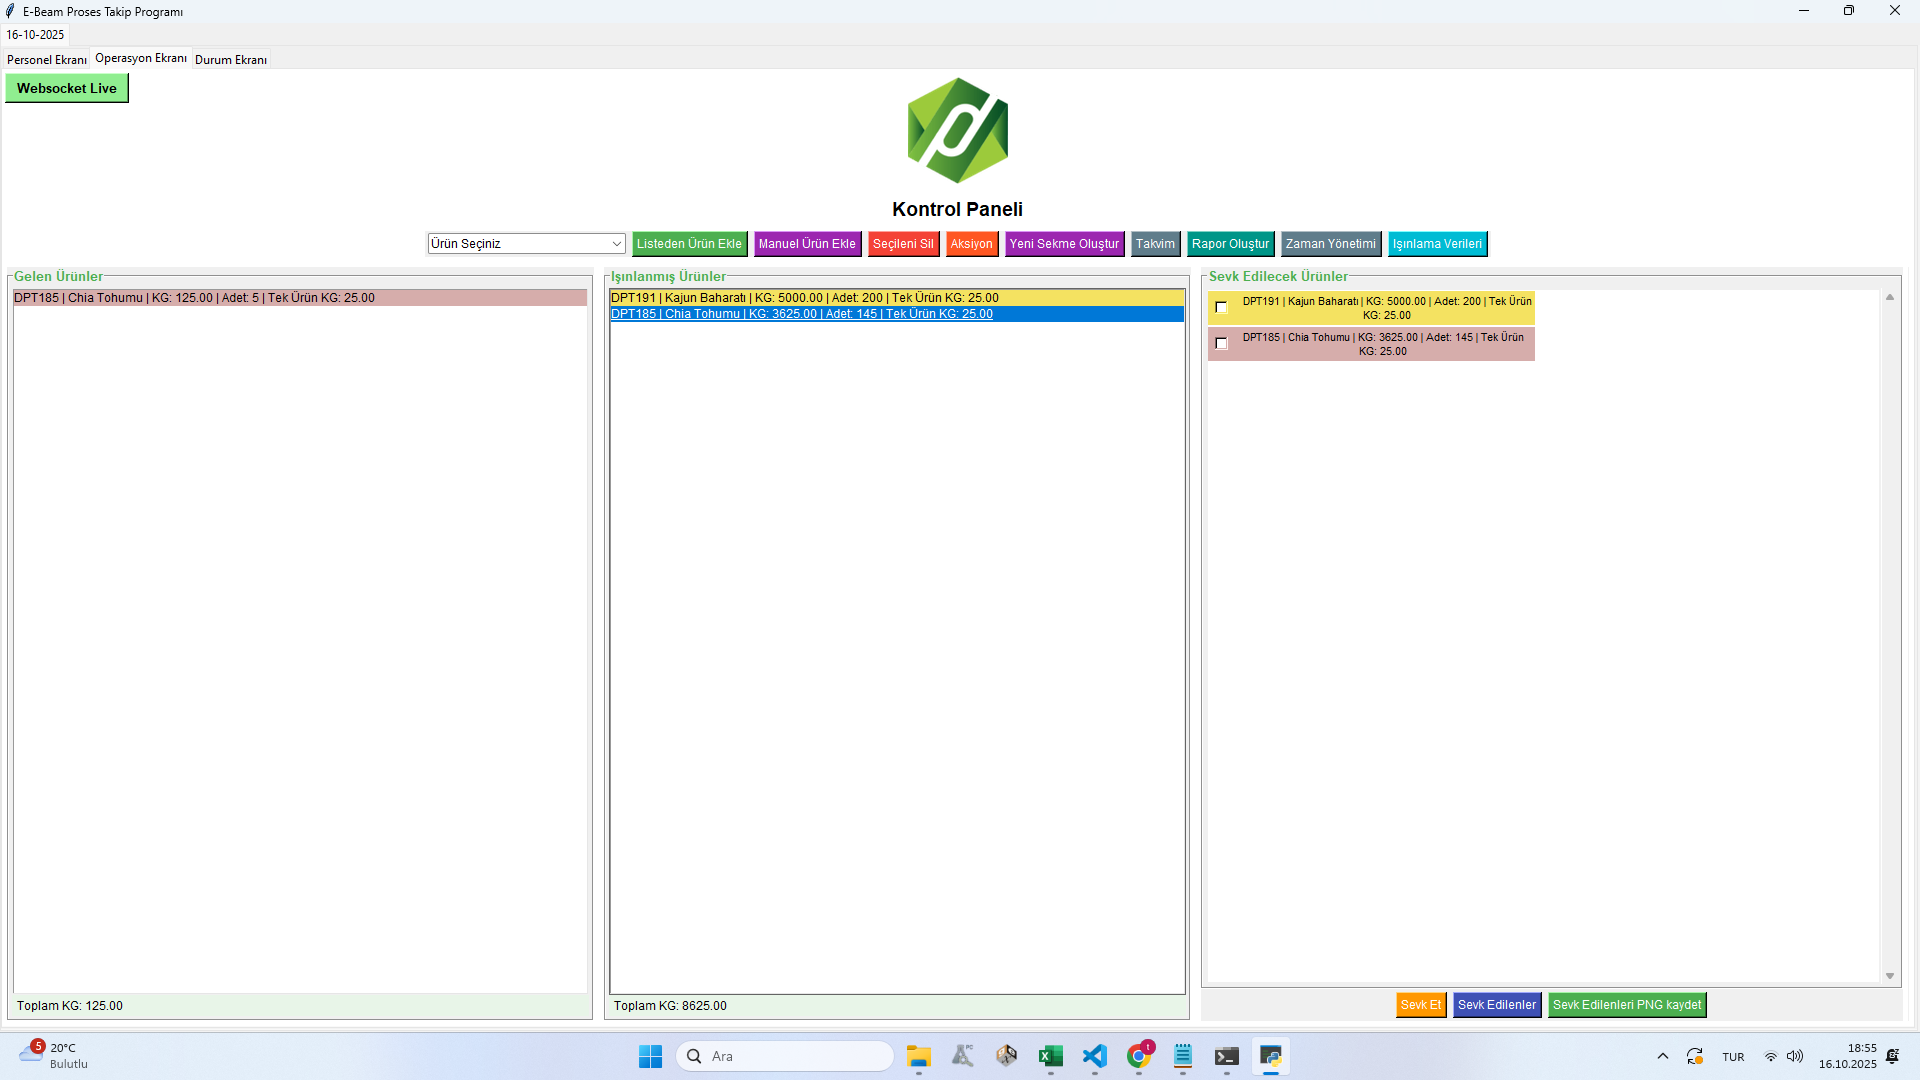 E-Beam Proses Takip Programı
16-10-2025
Personel Ekranı Operasyon Ekranı Durum Ekranı
Websocket Live
Kontrol Paneli
Ürün Seçiniz Listeden Ürün Ekle Manuel Ürün Ekle Seçileni Sil Aksiyon Yeni Sekme Oluştur Takvim Rapor Oluştur Zaman Yönetimi Işınlama Verileri
Gelen Ürünler
DPT185 | Chia Tohumu | KG: 125.00 | Adet: 5 | Tek Ürün KG: 25.00
Toplam KG: 125.00
Işınlanmış Ürünler
DPT191 | Kajun Baharatı | KG: 5000.00 | Adet: 200 | Tek Ürün KG: 25.00
DPT185 | Chia Tohumu | KG: 3625.00 | Adet: 145 | Tek Ürün KG: 25.00
Toplam KG: 8625.00
Sevk Edilecek Ürünler
DPT191 | Kajun Baharatı | KG: 5000.00 | Adet: 200 | Tek Ürün
KG: 25.00
DPT185 | Chia Tohumu | KG: 3625.00 | Adet: 145 | Tek Ürün
KG: 25.00
Sevk Et Sevk Edilenler Sevk Edilenleri PNG kaydet
5
20°C
Bulutlu
Ara
PC
t
TUR
18:55
16.10.2025